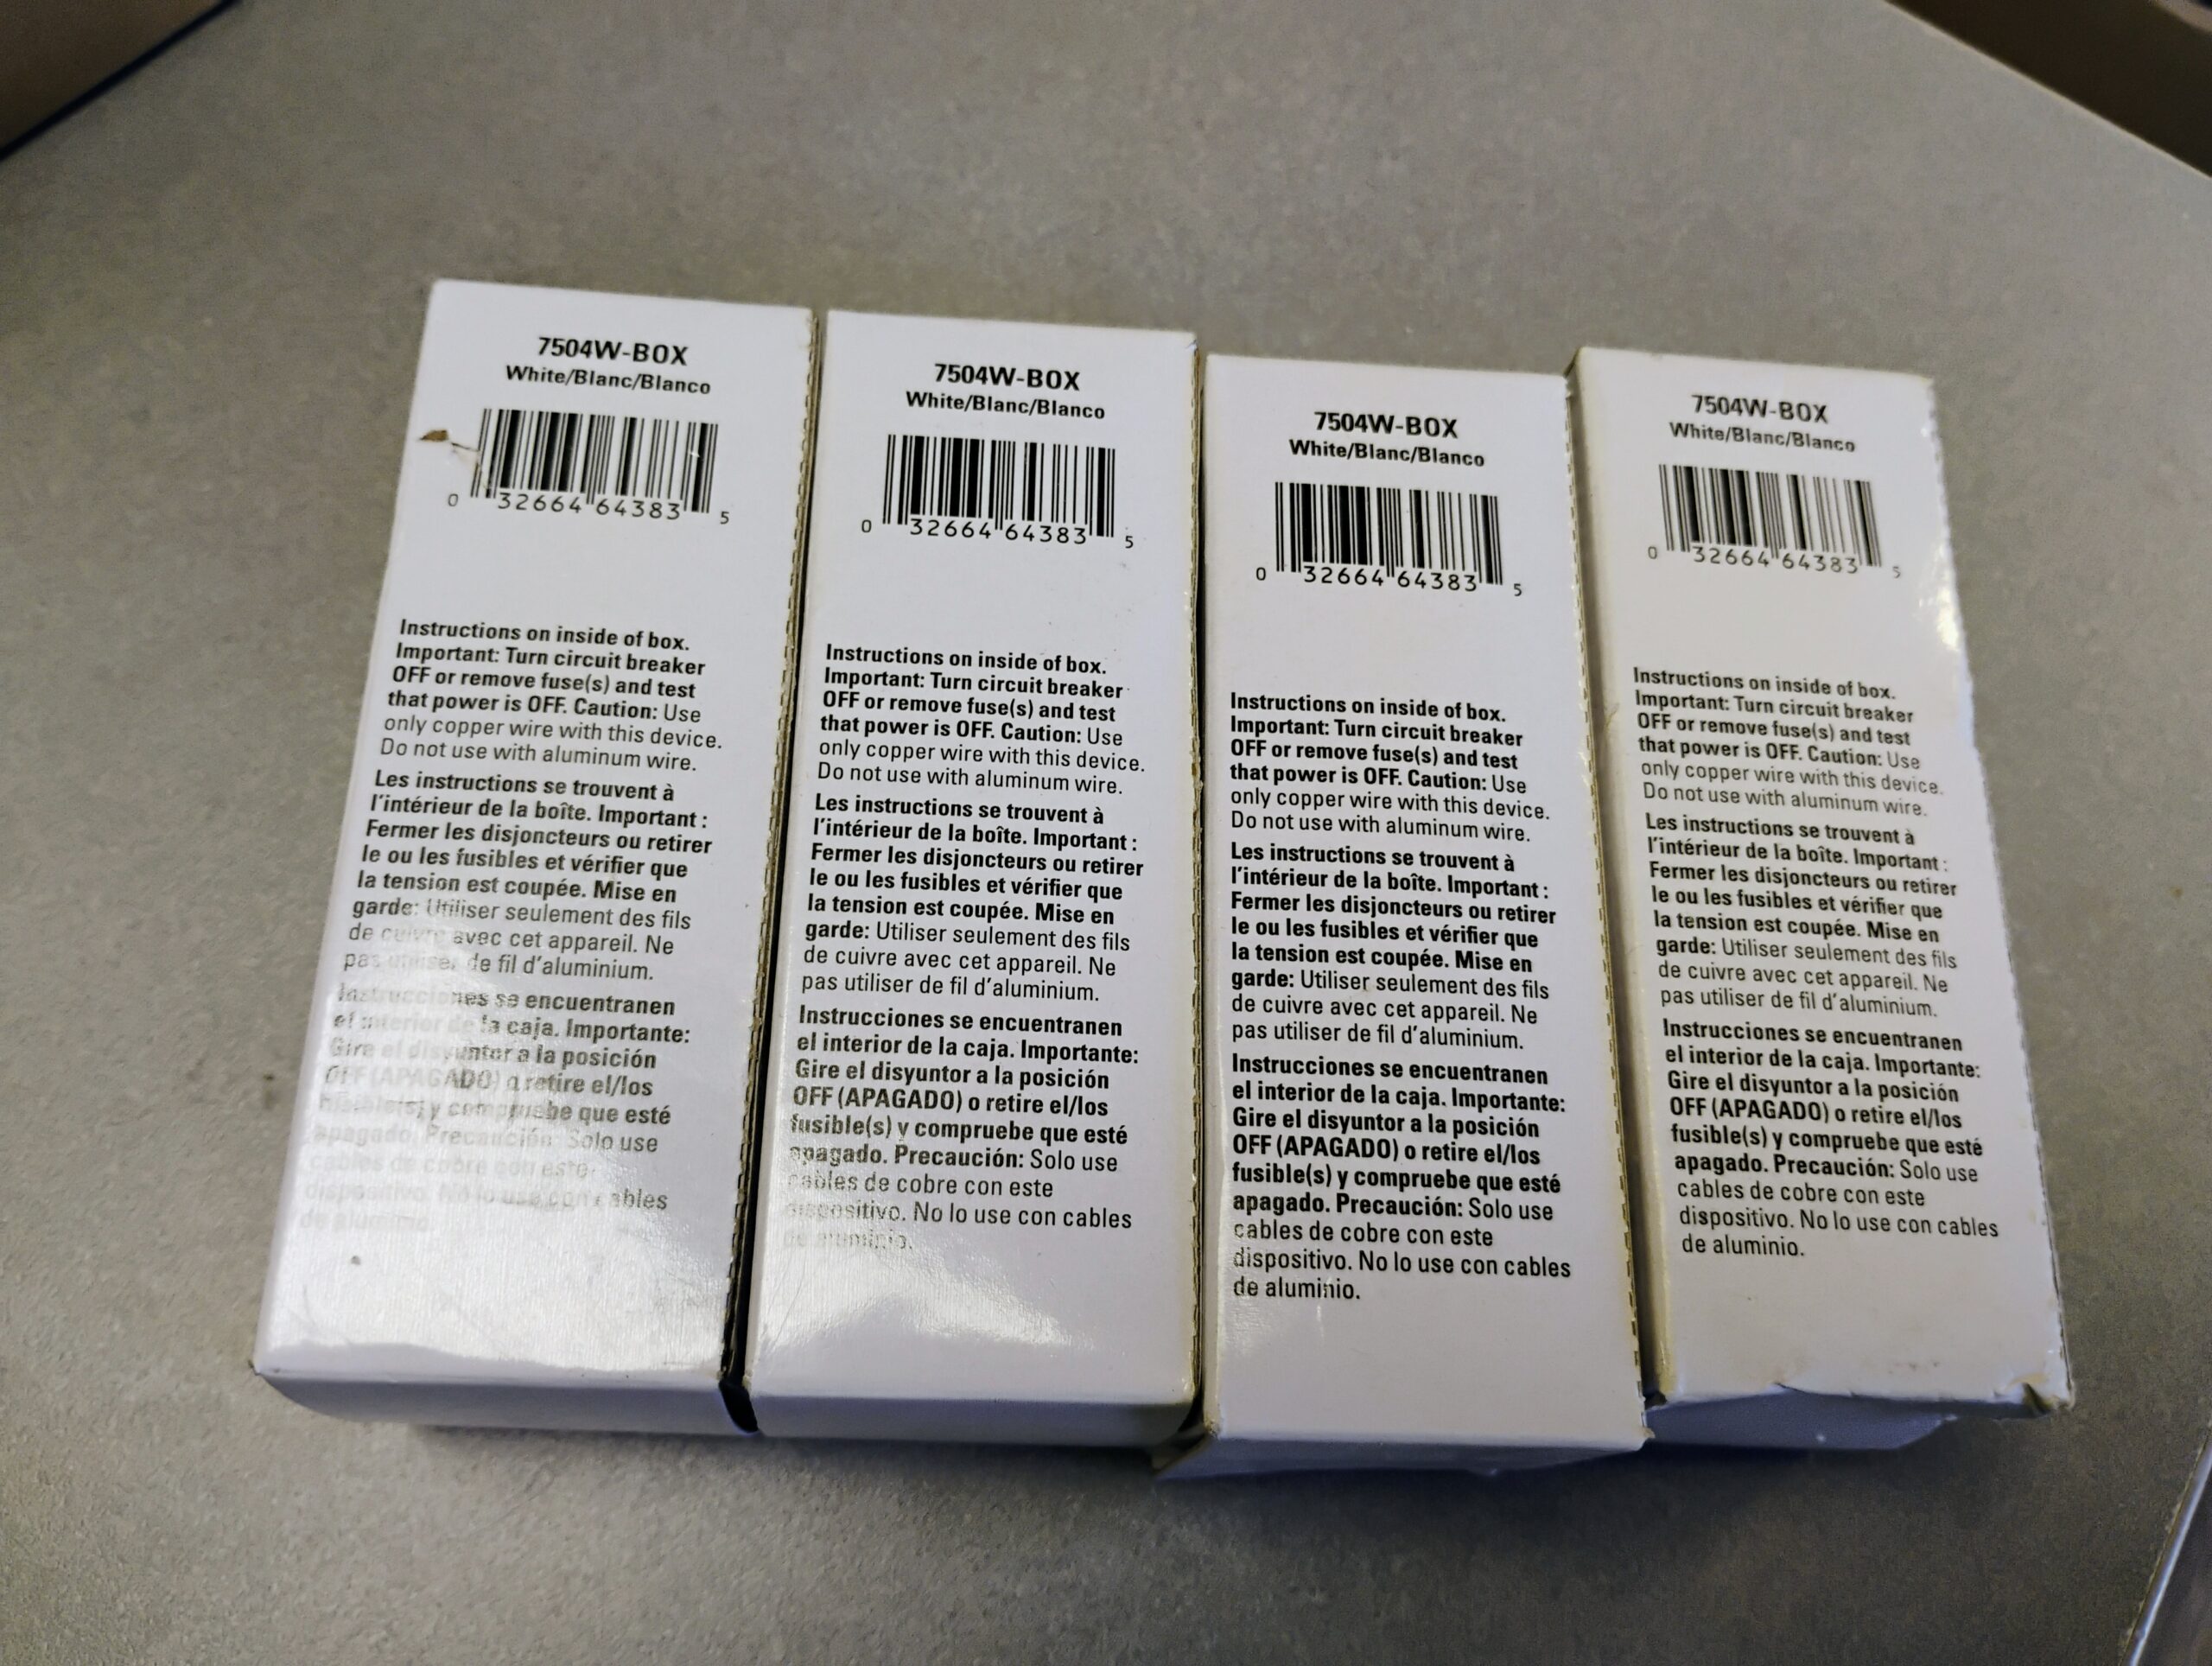 7504W-BOX
White/Blanc/Blanco
0 32664 64383 5
Instructions on inside of box.
Important: Turn circuit breaker
OFF or remove fuse(s) and test
that power is OFF. Caution: Use
only copper wire with this device.
Do not use with aluminum wire.
Les instructions se trouvent à
l'intérieur de la boîte. Important :
Fermer les disjoncteurs ou retirer
le ou les fusibles et vérifier que
la tension est coupée. Mise en
garde: Utiliser seulement des fils
de cuivre avec cet appareil. Ne
pas utiliser de fil d'aluminium.
Instrucciones se encuentranen
el interior de la caja. Importante:
Gire el disyuntor a la posición
OFF (APAGADO) o retire el/los
fusible(s) y compruebe que esté
apagado. Precaución: Solo use
cables de cobre con este
dispositivo. No lo use con cables
de aluminio.
7504W-BOX
White/Blanc/Blanco
0 32664 64383 5
Instructions on inside of box.
Important: Turn circuit breaker
OFF or remove fuse(s) and test
that power is OFF. Caution: Use
only copper wire with this device.
Do not use with aluminum wire.
Les instructions se trouvent à
l'intérieur de la boîte. Important :
Fermer les disjoncteurs ou retirer
le ou les fusibles et vérifier que
la tension est coupée. Mise en
garde: Utiliser seulement des fils
de cuivre avec cet appareil. Ne
pas utiliser de fil d'aluminium.
Instrucciones se encuentranen
el interior de la caja. Importante:
Gire el disyuntor a la posición
OFF (APAGADO) o retire el/los
fusible(s) y compruebe que esté
apagado. Precaución: Solo use
cables de cobre con este
dispositivo. No lo use con cables
de aluminio.
7504W-BOX
White/Blanc/Blanco
0 32664 64383 5
Instructions on inside of box.
Important: Turn circuit breaker
OFF or remove fuse(s) and test
that power is OFF. Caution: Use
only copper wire with this device.
Do not use with aluminum wire.
Les instructions se trouvent à
l'intérieur de la boîte. Important :
Fermer les disjoncteurs ou retirer
le ou les fusibles et vérifier que
la tension est coupée. Mise en
garde: Utiliser seulement des fils
de cuivre avec cet appareil. Ne
pas utiliser de fil d'aluminium.
Instrucciones se encuentranen
el interior de la caja. Importante:
Gire el disyuntor a la posición
OFF (APAGADO) o retire el/los
fusible(s) y compruebe que esté
apagado. Precaución: Solo use
cables de cobre con este
dispositivo. No lo use con cables
de aluminio.
7504W-BOX
White/Blanc/Blanco
0 32664 64383 5
Instructions on inside of box.
Important: Turn circuit breaker
OFF or remove fuse(s) and test
that power is OFF. Caution: Use
only copper wire with this device.
Do not use with aluminum wire.
Les instructions se trouvent à
l'intérieur de la boîte. Important :
Fermer les disjoncteurs ou retirer
le ou les fusibles et vérifier que
la tension est coupée. Mise en
garde: Utiliser seulement des fils
de cuivre avec cet appareil. Ne
pas utiliser de fil d'aluminium.
Instrucciones se encuentranen
el interior de la caja. Importante:
Gire el disyuntor a la posición
OFF (APAGADO) o retire el/los
fusible(s) y compruebe que esté
apagado. Precaución: Solo use
cables de cobre con este
dispositivo. No lo use con cables
de aluminio.